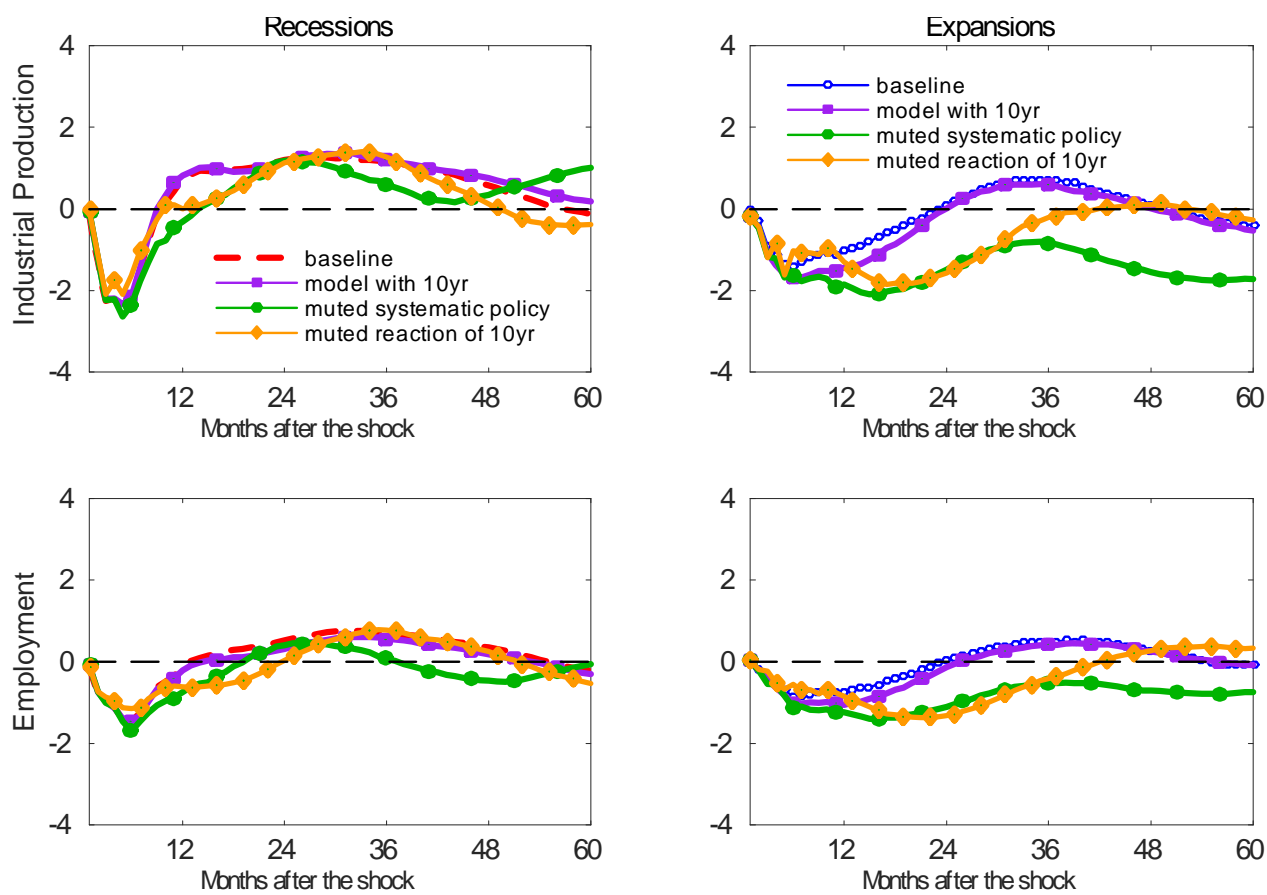 Recessions
Industrial Production
4
2
0
-2
-4
baseline
model with 10yr
muted systematic policy
muted reaction of 10yr
12
24
36
48
60
Months after the shock
Expansions
4
2
0
-2
-4
baseline
model with 10yr
muted systematic policy
muted reaction of 10yr
12
24
36
48
60
Months after the shock
Employment
4
2
0
-2
-4
12
24
36
48
60
Months after the shock
4
2
0
-2
-4
12
24
36
48
60
Months after the shock